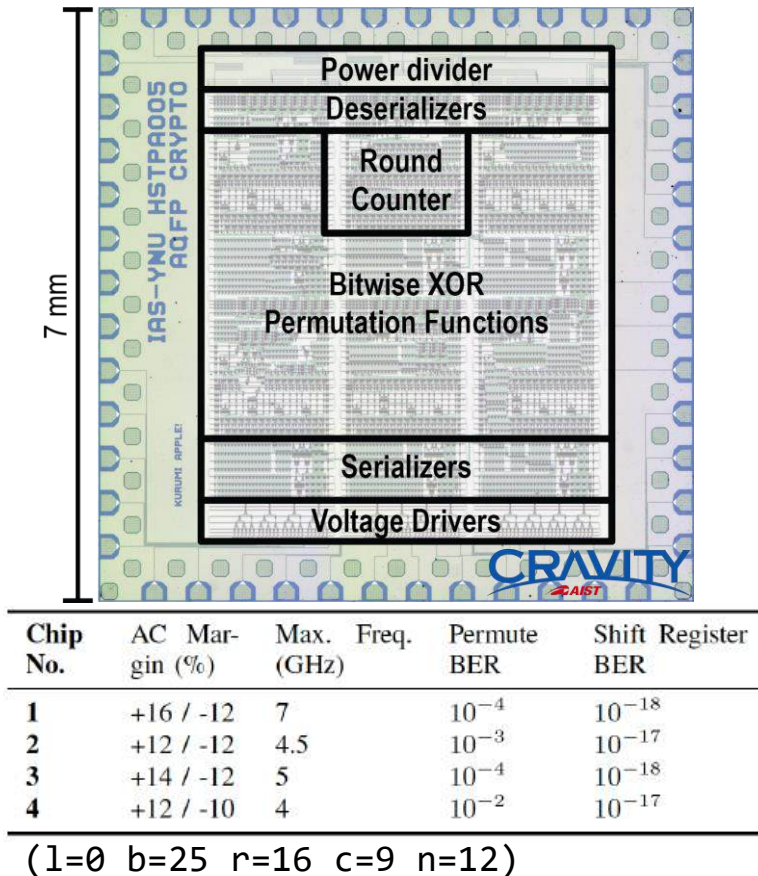 7 mm
IAS-YNU HSTPA005
AQFP CRYPTO
KURUMI APPLE!
Power divider
Deserializers
Round
Counter
Bitwise XOR
Permutation Functions
Serializers
Voltage Drivers
CRAVITY
AIST
Chip No. AC Mar-gin (%) Max. Freq. (GHz) Permute BER Shift Register BER
1 +16 / -12 7 10⁻⁴ 10⁻¹⁸
2 +12 / -12 4.5 10⁻³ 10⁻¹⁷
3 +14 / -12 5 10⁻⁴ 10⁻¹⁸
4 +12 / -10 4 10⁻² 10⁻¹⁷
(l=0 b=25 r=16 c=9 n=12)